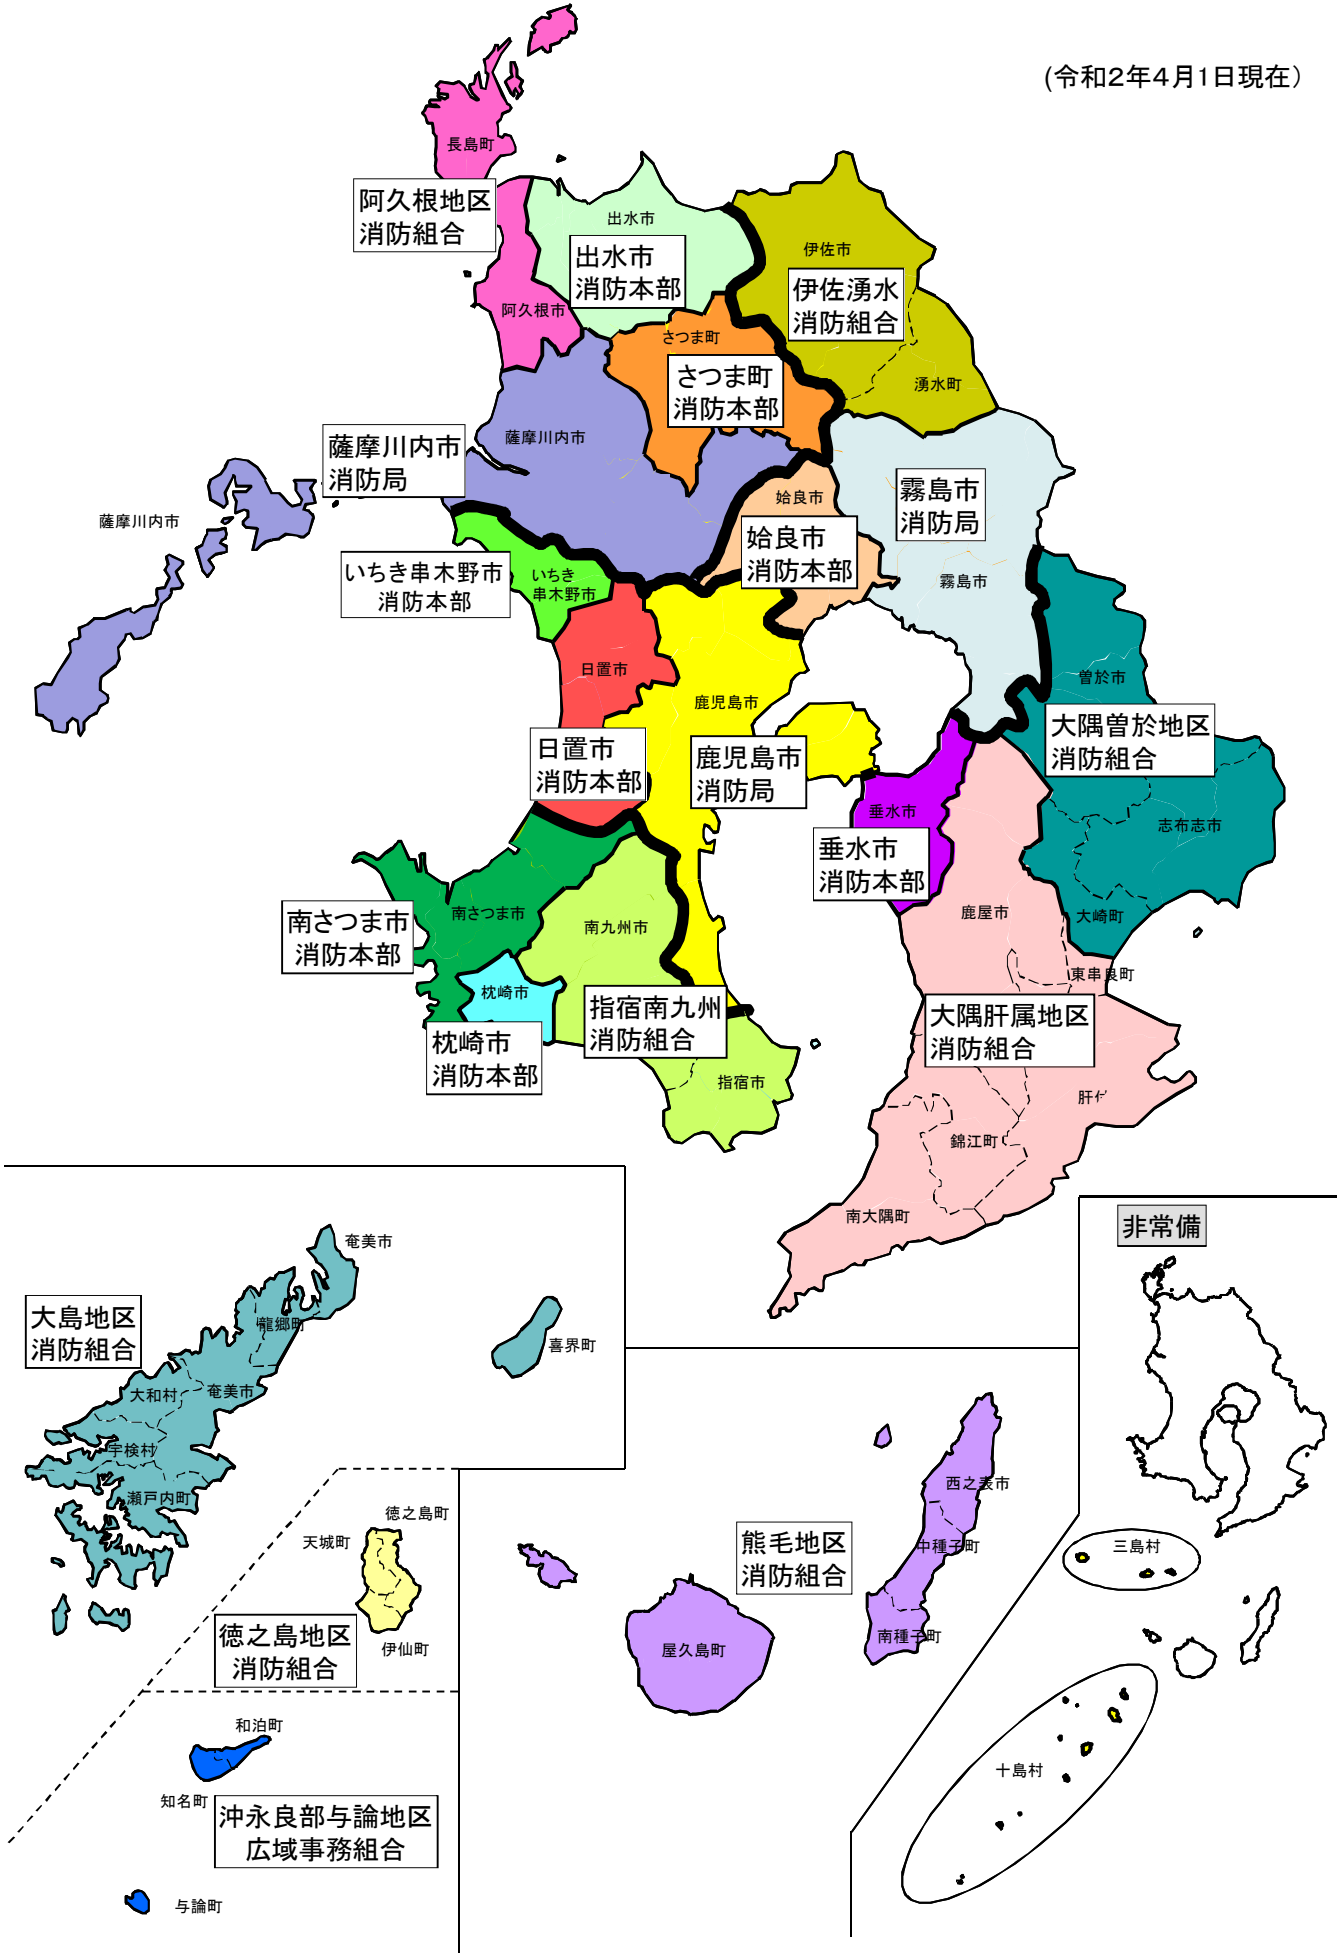 (令和2年4月1日現在）
長島町
阿久根地区
消防組合
出水市
出水市
消防本部
伊佐市
伊佐湧水
消防組合
阿久根市
さつま町
さつま町
消防本部
湧水町
薩摩川内市
薩摩川内市
消防局
薩摩川内市
姶良市
姶良市
消防本部
霧島市
消防局
霧島市
いちき串木野市
消防本部
いちき
串木野市
日置市
日置市
消防本部
鹿児島市
鹿児島市
消防局
曽於市
大隅曽於地区
消防組合
垂水市
垂水市
消防本部
志布志市
大崎町
鹿屋市
東串良町
南さつま市
南さつま市
消防本部
南九州市
枕崎市
枕崎市
消防本部
指宿南九州
消防組合
指宿市
大隅肝属地区
消防組合
肝付
錦江町
南大隅町
奄美市
大島地区
消防組合
龍郷町
喜界町
大和村
奄美市
宇検村
瀬戸内町
徳之島町
天城町
伊仙町
徳之島地区
消防組合
和泊町
知名町
沖永良部与論地区
広域事務組合
与論町
西之表市
中種子町
南種子町
熊毛地区
消防組合
屋久島町
非常備
三島村
十島村